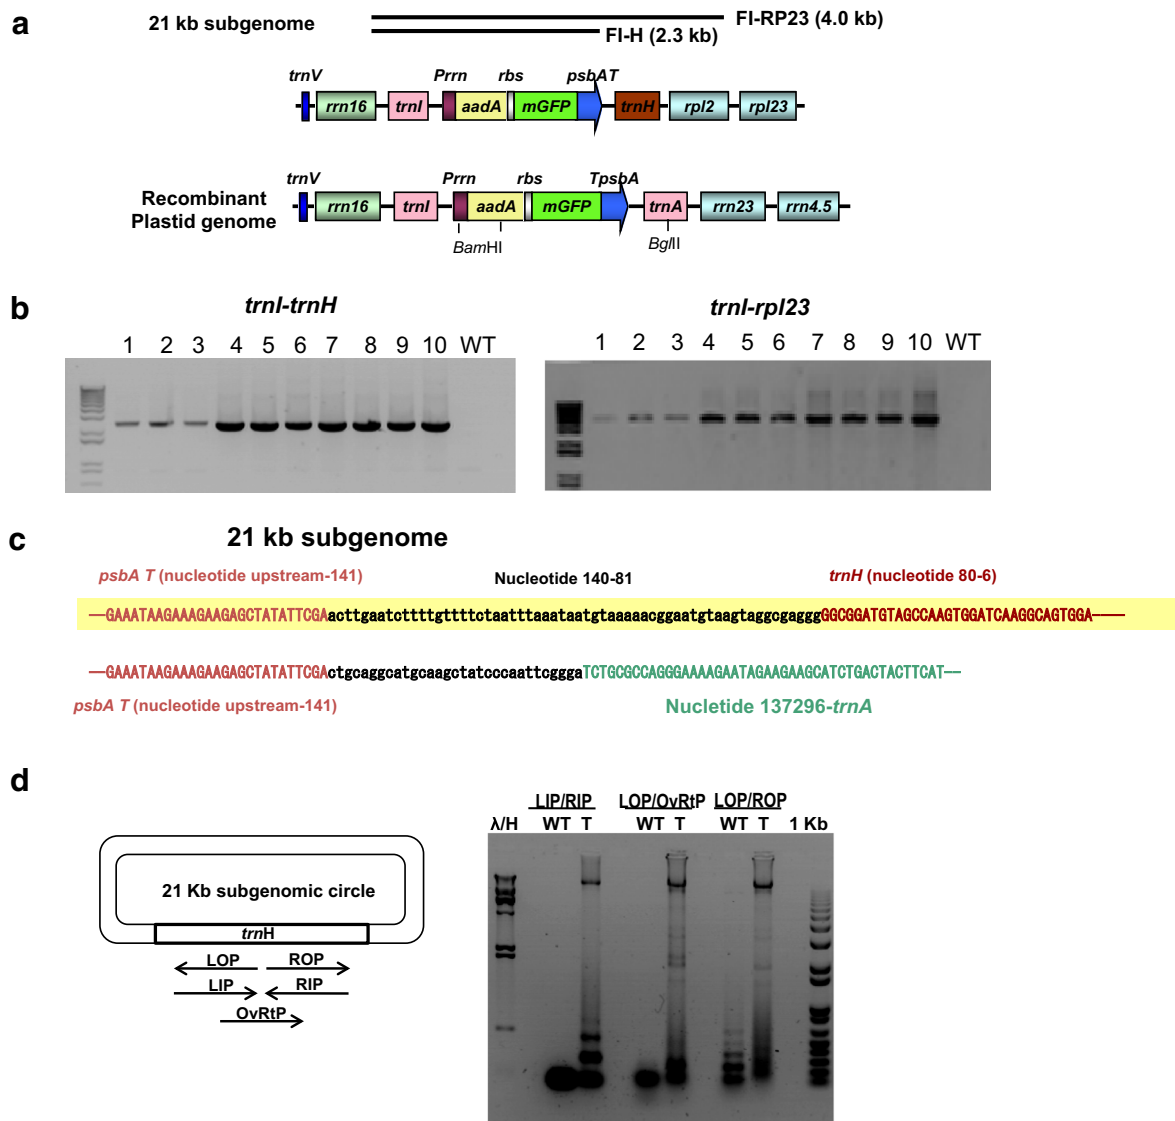 a
21 kb subgenome
FI-RP23 (4.0 kb)
FI-H (2.3 kb)
trnV Prrn rbs psbAT
rrn16 trnI aadA mGFP trnH rpl2 rpl23
Recombinant
Plastid genome
trnV Prrn rbs TpsbA
rrn16 trnI aadA mGFP trnA rrn23 rrn4.5
BamHI BglII
b
trnI-trnH
1 2 3 4 5 6 7 8 9 10 WT
trnI-rpl23
1 2 3 4 5 6 7 8 9 10 WT
c
21 kb subgenome
psbA T (nucleotide upstream-141) Nucleotide 140-81 trnH (nucleotide 80-6)
—GAAATAAGAAAGAAGAGCTATATTCGAacttgaatcttttgttttctaatttaaataatgtaaaaacggaatgtaagtaggcgaggGGCGGATGTAGCCAAGTGGATCAAGGCAGTGGA—
—GAAATAAGAAAGAAGAGCTATATTCGActgcaggcatgcaagctatcccaattcgggaTCTGCGCCAGGGAAAAGAATAGAAGAAGCATCTGACTACTTCAT—
psbA T (nucleotide upstream-141) Nucletide 137296-trnA
d
21 Kb subgenomic circle
trnH
LOP ROP
LIP RIP
OvRtP
LIP/RIP LOP/OvRtP LOP/ROP
λ/H WT T WT T WT T 1 Kb